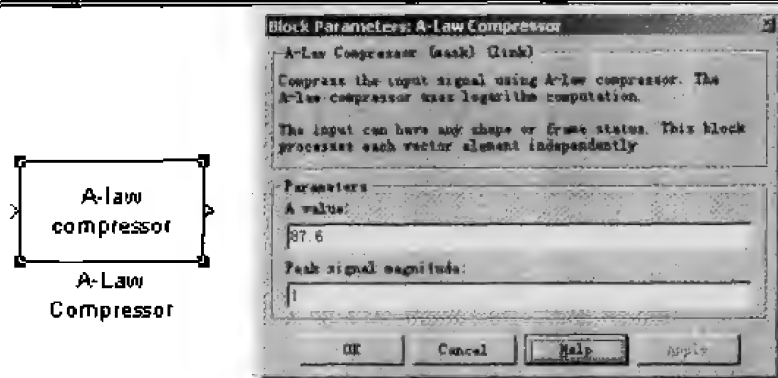 A-law
compressor
A-Law
Compressor
Block Parameters: A-Law Compressor
A-Law Compressor (mask) (link)
Compress the input signal using A-law compressor. The
A-law compressor uses logarithm computation.
The input can have any shape or frame status. This block
processes each vector element independently
Parameters
A value:
87.6
Peak signal magnitude:
1
OK
Cancel
Help
Apply